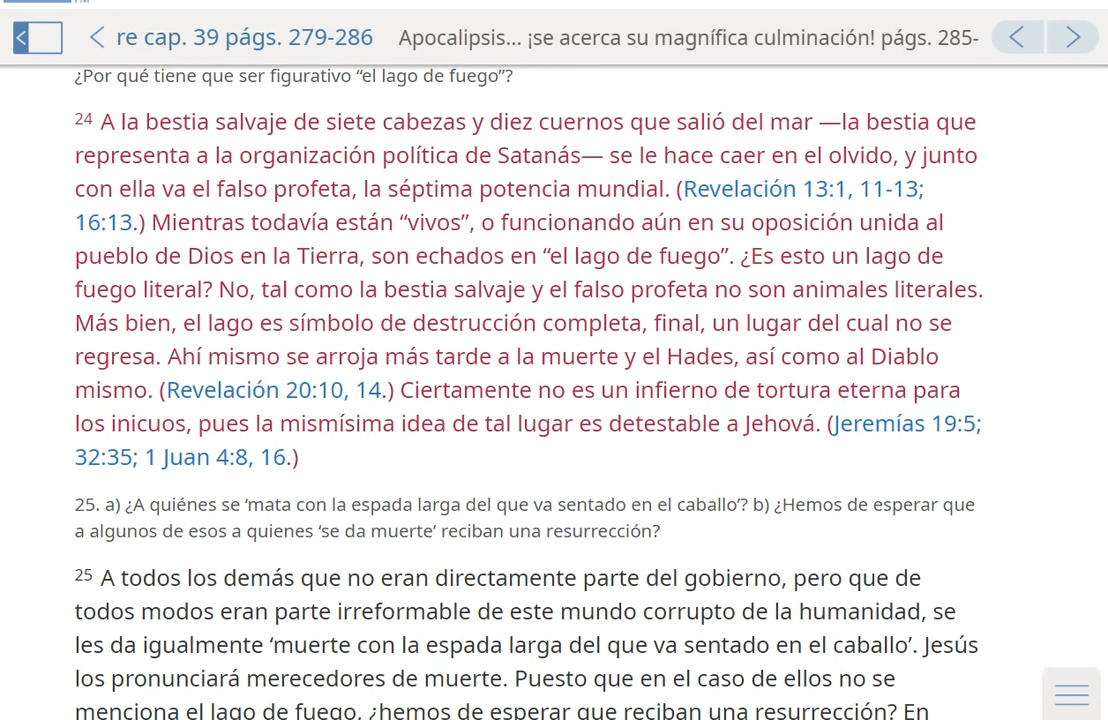 re cap. 39 págs. 279-286 Apocalipsis... ¡se acerca su magnífica culminación! págs. 285-
¿Por qué tiene que ser figurativo “el lago de fuego”?
24 A la bestia salvaje de siete cabezas y diez cuernos que salió del mar —la bestia que
representa a la organización política de Satanás— se le hace caer en el olvido, y junto
con ella va el falso profeta, la séptima potencia mundial. (Revelación 13:1, 11-13;
16:13.) Mientras todavía están “vivos”, o funcionando aún en su oposición unida al
pueblo de Dios en la Tierra, son echados en “el lago de fuego”. ¿Es esto un lago de
fuego literal? No, tal como la bestia salvaje y el falso profeta no son animales literales.
Más bien, el lago es símbolo de destrucción completa, final, un lugar del cual no se
regresa. Ahí mismo se arroja más tarde a la muerte y el Hades, así como al Diablo
mismo. (Revelación 20:10, 14.) Ciertamente no es un infierno de tortura eterna para
los inicuos, pues la mismísima idea de tal lugar es detestable a Jehová. (Jeremías 19:5;
32:35; 1 Juan 4:8, 16.)
25. a) ¿A quiénes se ‘mata con la espada larga del que va sentado en el caballo’? b) ¿Hemos de esperar que
a algunos de esos a quienes ‘se da muerte’ reciban una resurrección?
25 A todos los demás que no eran directamente parte del gobierno, pero que de
todos modos eran parte irreformable de este mundo corrupto de la humanidad, se
les da igualmente ‘muerte con la espada larga del que va sentado en el caballo’. Jesús
los pronunciará merecedores de muerte. Puesto que en el caso de ellos no se
menciona el lago de fuego, ¿hemos de esperar que reciban una resurrección? En